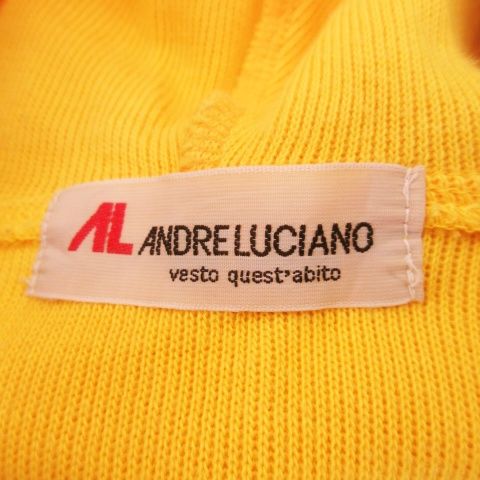 AL ANDRE LUCIANO
vesto quest'abito